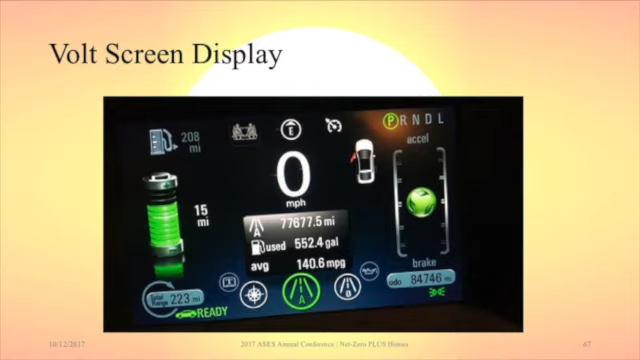 Volt Screen Display
208 mi
E
P R N D L
accel
0
mph
15 mi
A
77677.5 mi
used 552.4 gal
avg 140.6 mpg
brake
Total Range 223 mi
A
B
odo 84746 mi
READY
10/12/2017
2017 ASES Annual Conference | Net-Zero PLUS Homes
67